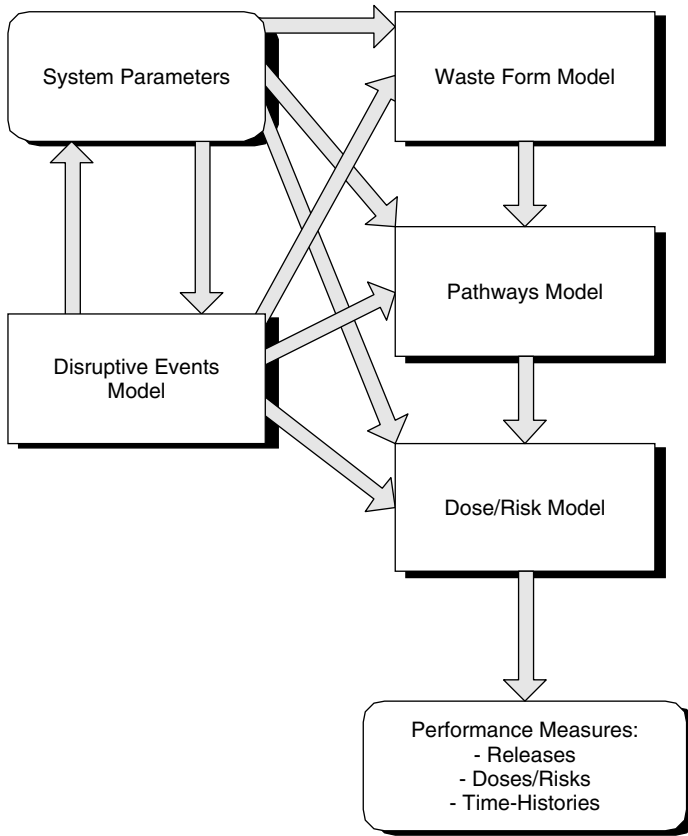 System Parameters
Waste Form Model
Pathways Model
Disruptive Events
Model
Dose/Risk Model
Performance Measures:
- Releases
- Doses/Risks
- Time-Histories